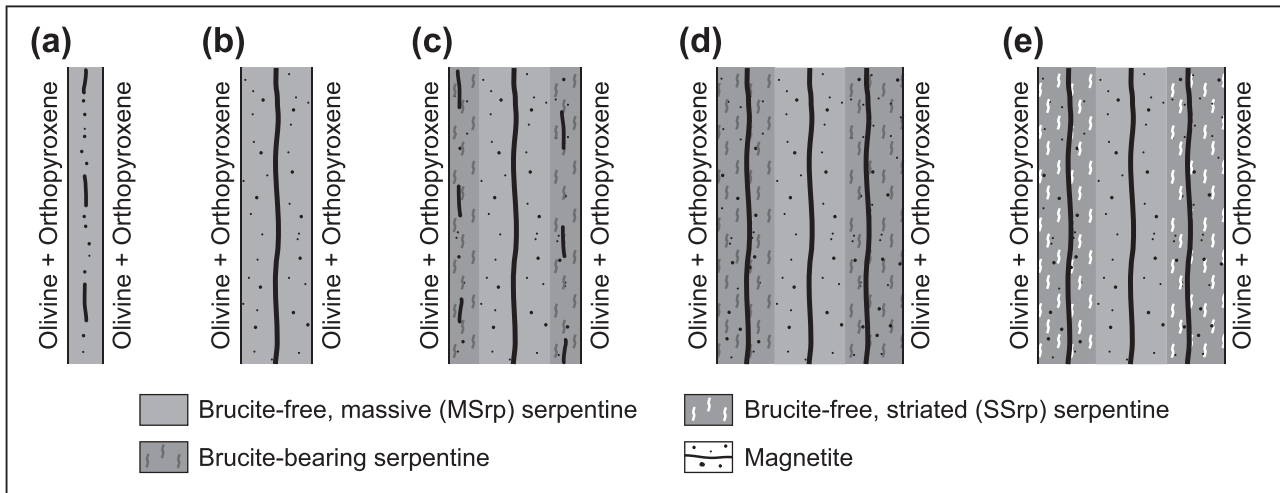 (a)
(b)
(c)
(d)
(e)
Olivine + Orthopyroxene
Olivine + Orthopyroxene
Olivine + Orthopyroxene
Olivine + Orthopyroxene
Olivine + Orthopyroxene
Olivine + Orthopyroxene
Olivine + Orthopyroxene
Olivine + Orthopyroxene
Olivine + Orthopyroxene
Olivine + Orthopyroxene
Brucite-free, massive (MSrp) serpentine
Brucite-free, striated (SSrp) serpentine
Brucite-bearing serpentine
Magnetite